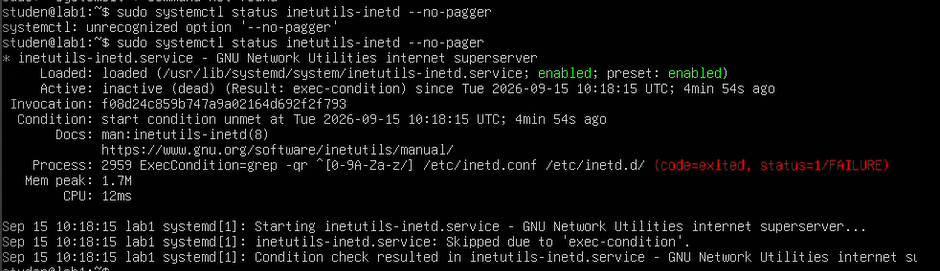 studen@lab1:~$ sudo systemctl status inetutils-inetd --no-pagger
systemctl: unrecognized option '--no-pagger'
studen@lab1:~$ sudo systemctl status inetutils-inetd --no-pager
* inetutils-inetd.service - GNU Network Utilities internet superserver
Loaded: loaded (/usr/lib/systemd/system/inetutils-inetd.service; enabled; preset: enabled)
Active: inactive (dead) (Result: exec-condition) since Tue 2026-09-15 10:18:15 UTC; 4min 54s ago
Invocation: f08d24c859b747a9a02164d692f2f793
Condition: start condition unmet at Tue 2026-09-15 10:18:15 UTC; 4min 54s ago
Docs: man:inetutils-inetd(8)
https://www.gnu.org/software/inetutils/manual/
Process: 2959 ExecCondition=grep -qr ^[0-9A-Za-z/] /etc/inetd.conf /etc/inetd.d/ (code=exited, status=1/FAILURE)
Mem peak: 1.7M
CPU: 12ms
Sep 15 10:18:15 lab1 systemd[1]: Starting inetutils-inetd.service - GNU Network Utilities internet superserver...
Sep 15 10:18:15 lab1 systemd[1]: inetutils-inetd.service: Skipped due to 'exec-condition'.
Sep 15 10:18:15 lab1 systemd[1]: Condition check resulted in inetutils-inetd.service - GNU Network Utilities internet su